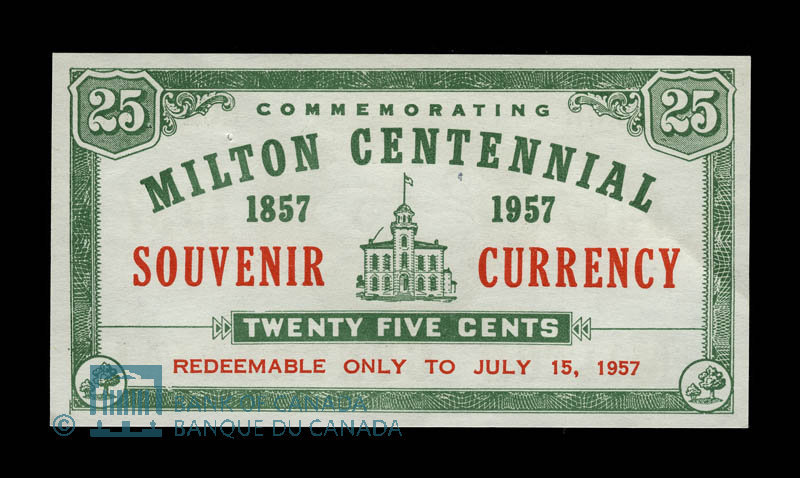 25 25
COMMEMORATING
MILTON CENTENNIAL
1857 1957
SOUVENIR CURRENCY
TWENTY FIVE CENTS
REDEEMABLE ONLY TO JULY 15, 1957
BANK OF CANADA
© BANQUE DU CANADA